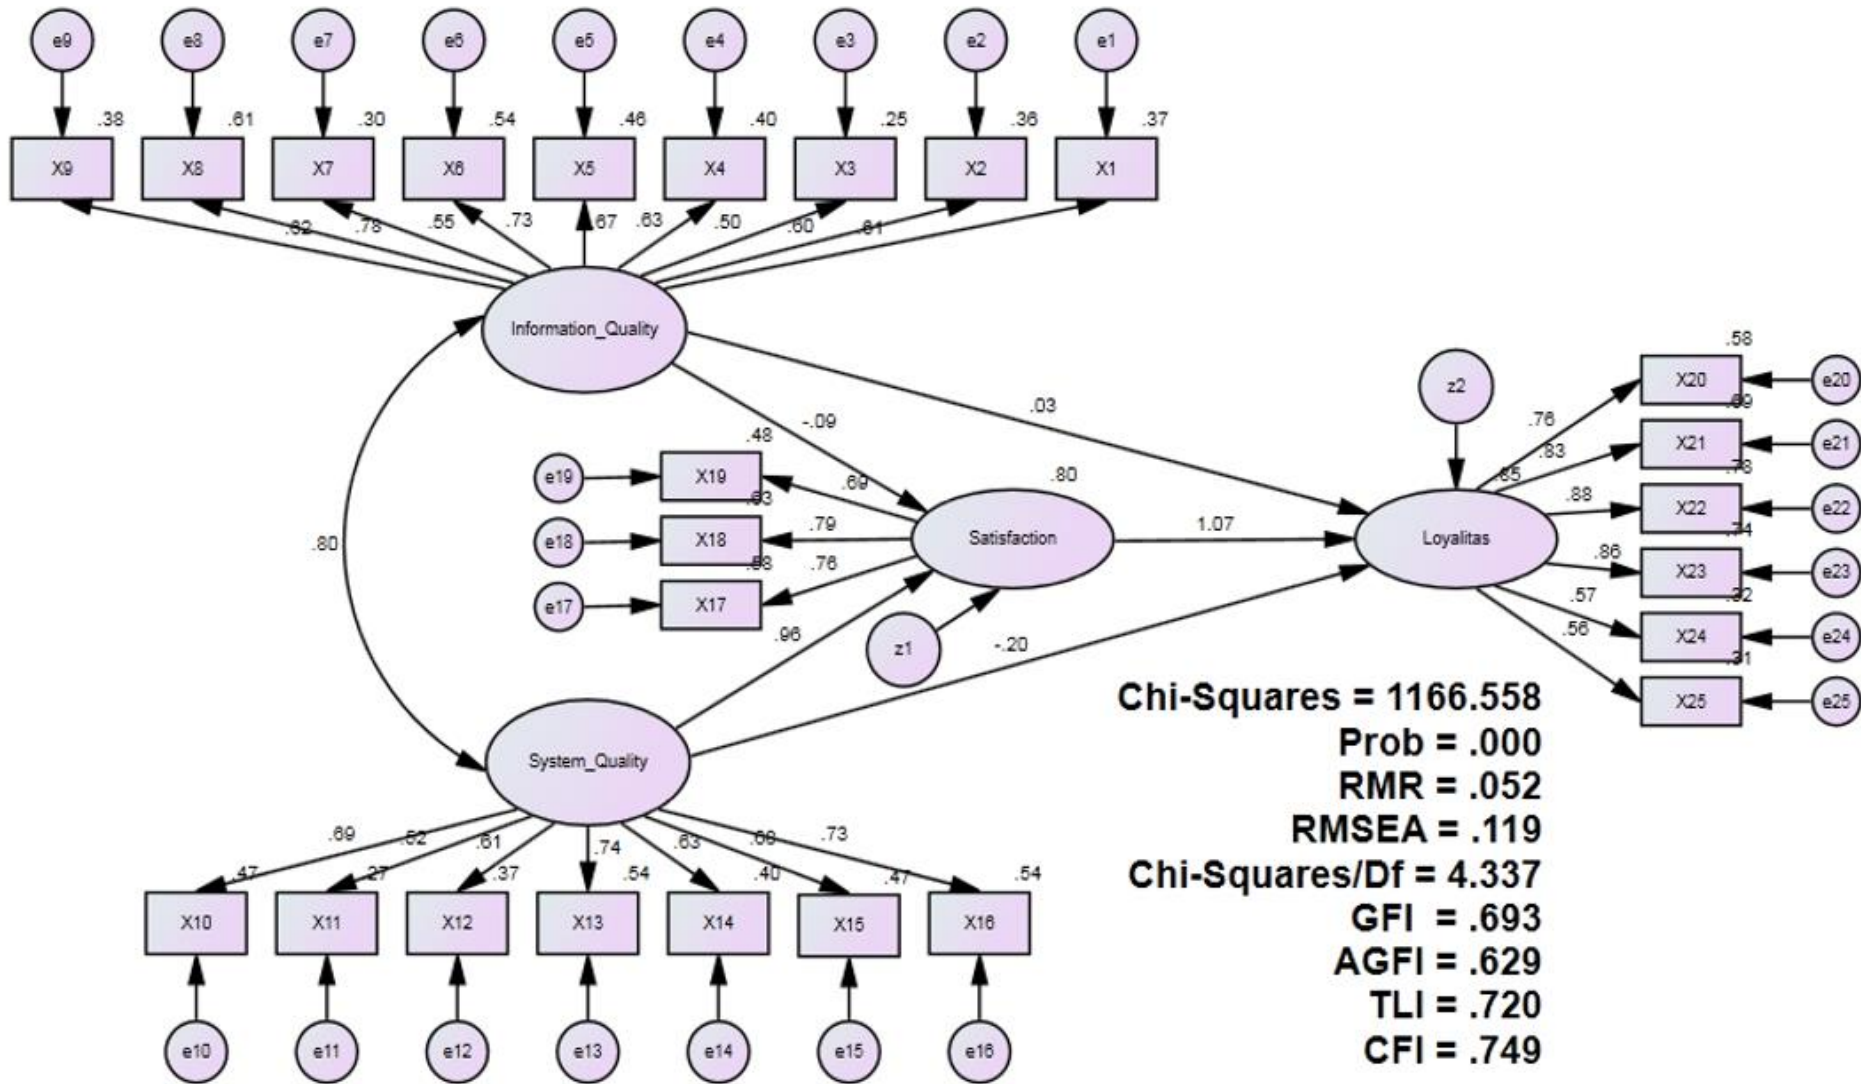 e9 e8 e7 e6 e5 e4 e3 e2 e1
.38 .61 .30 .54 .46 .40 .25 .36 .37
X9 X8 X7 X6 X5 X4 X3 X2 X1
.62 .78 .55 .73 .67 .63 .50 .60 .61
Information_Quality
.80
.03
-.09
z2
.58
X20 e20
.76
.69
X21 e21
.83
.85
.78
X22 e22
.88
.74
X23 e23
.86
.32
X24 e24
.57
.31
X25 e25
.56
.48
e19 X19
.69
.63
e18 X18
.79
.58
e17 X17
.76
.80
Satisfaction
1.07
Loyalitas
z1
.96
-.20
System_Quality
.69 .52 .61 .74 .63 .68 .73
.47 .27 .37 .54 .40 .47 .54
X10 X11 X12 X13 X14 X15 X16
e10 e11 e12 e13 e14 e15 e16
Chi-Squares = 1166.558
Prob = .000
RMR = .052
RMSEA = .119
Chi-Squares/Df = 4.337
GFI = .693
AGFI = .629
TLI = .720
CFI = .749